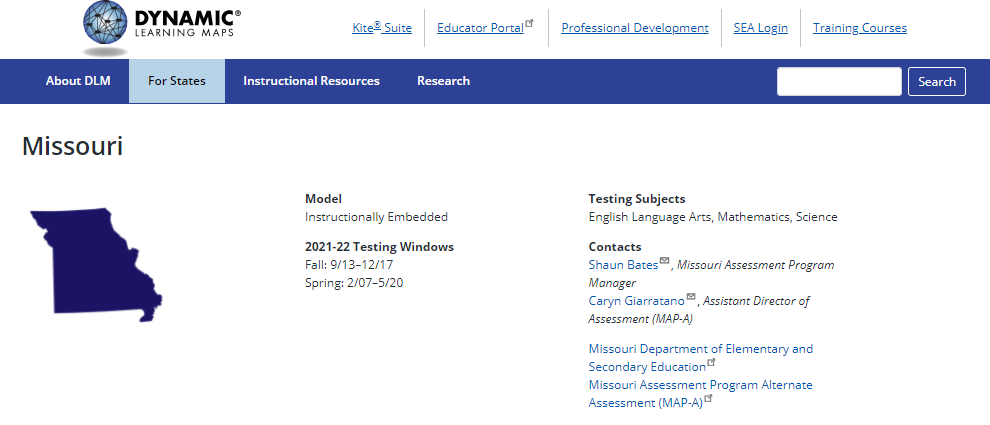 DYNAMIC®
LEARNING MAPS
Kite® Suite
Educator Portal
Professional Development
SEA Login
Training Courses
About DLM
For States
Instructional Resources
Research
Search
Missouri
Model
Instructionally Embedded
2021-22 Testing Windows
Fall: 9/13–12/17
Spring: 2/07–5/20
Testing Subjects
English Language Arts, Mathematics, Science
Contacts
Shaun Bates, Missouri Assessment Program
Manager
Caryn Giarratano, Assistant Director of
Assessment (MAP-A)
Missouri Department of Elementary and
Secondary Education
Missouri Assessment Program Alternate
Assessment (MAP-A)